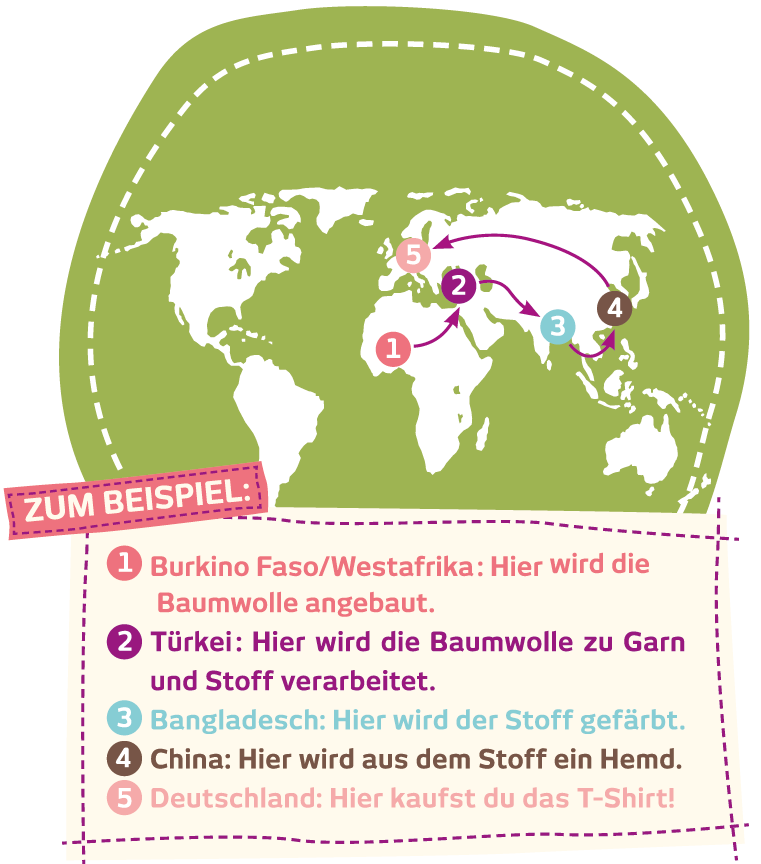 5
2
4
3
1
ZUM BEISPIEL:
1 Burkino Faso/Westafrika: Hier wird die
Baumwolle angebaut.
2 Türkei: Hier wird die Baumwolle zu Garn
und Stoff verarbeitet.
3 Bangladesch: Hier wird der Stoff gefärbt.
4 China: Hier wird aus dem Stoff ein Hemd.
5 Deutschland: Hier kaufst du das T-Shirt!